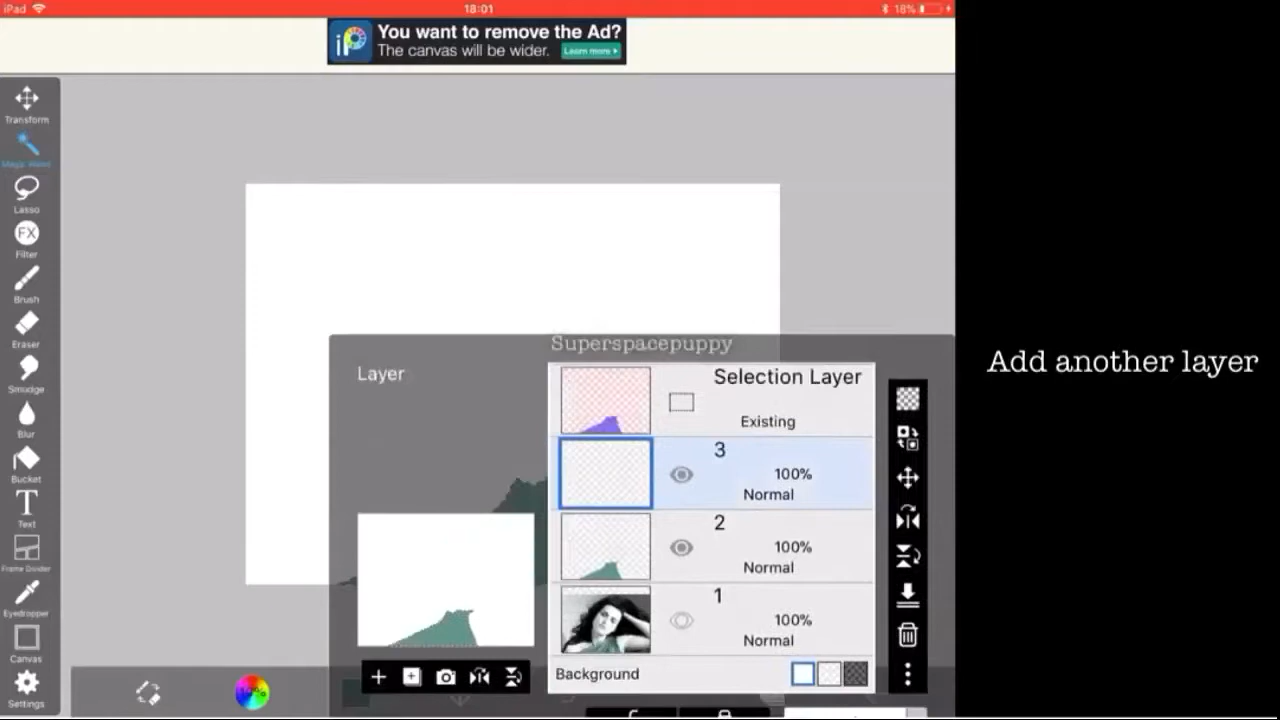 iPad
18:01
18%
iP
You want to remove the Ad?
The canvas will be wider.
Learn more
Transform
Magic Wand
Lasso
FX
Filter
Brush
Eraser
Smudge
Blur
Bucket
T
Text
Frame Divider
Eyedropper
Canvas
Settings
Superspacepuppy
Layer
Selection Layer
Existing
3
100%
Normal
2
100%
Normal
1
100%
Normal
Background
Add another layer